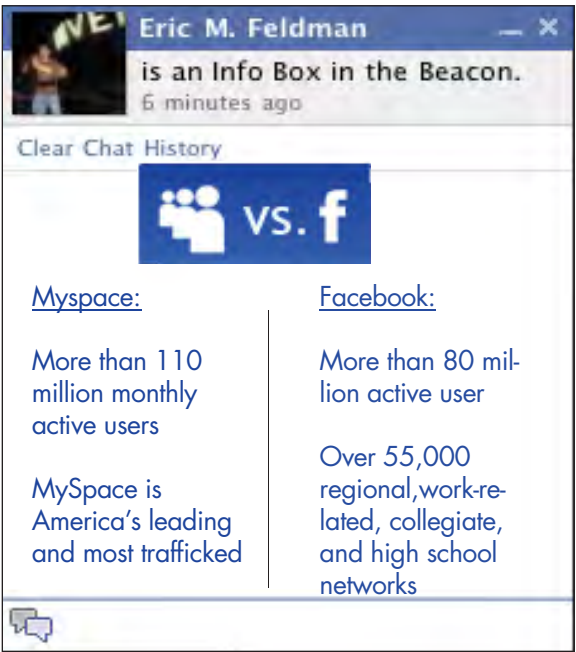 Eric M. Feldman
is an Info Box in the Beacon.
6 minutes ago
Clear Chat History
vs. f
Myspace:
More than 110
million monthly
active users
MySpace is
America's leading
and most trafficked
Facebook:
More than 80 mil-
lion active user
Over 55,000
regional,work-re-
lated, collegiate,
and high school
networks